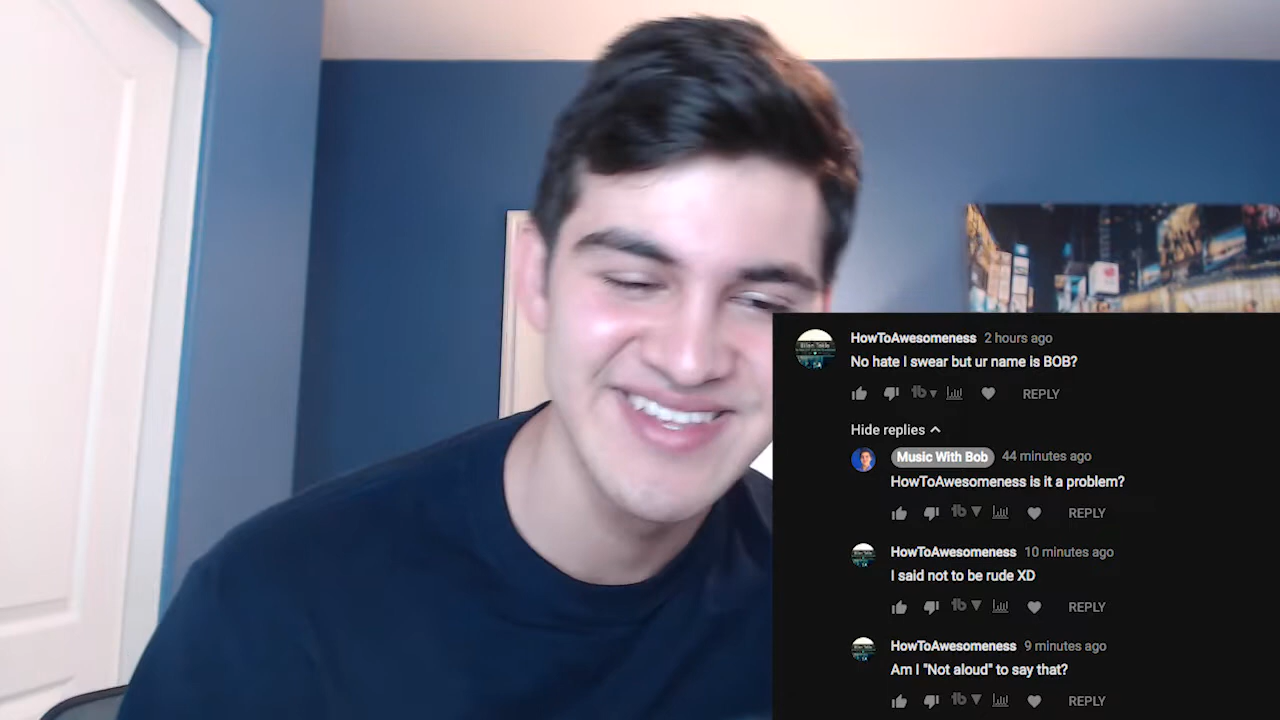 HowToAwesomeness 2 hours ago
No hate I swear but ur name is BOB?
REPLY
Hide replies
Music With Bob 44 minutes ago
HowToAwesomeness is it a problem?
REPLY
HowToAwesomeness 10 minutes ago
I said not to be rude XD
REPLY
HowToAwesomeness 9 minutes ago
Am I "Not aloud" to say that?
REPLY